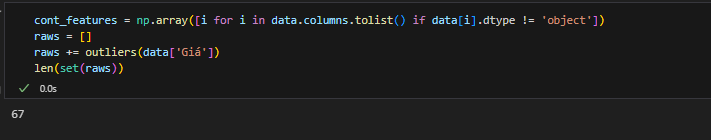 cont_features = np.array([i for i in data.columns.tolist() if data[i].dtype != 'object'])
raws = []
raws += outliers(data['Giá'])
len(set(raws))
0.0s
67